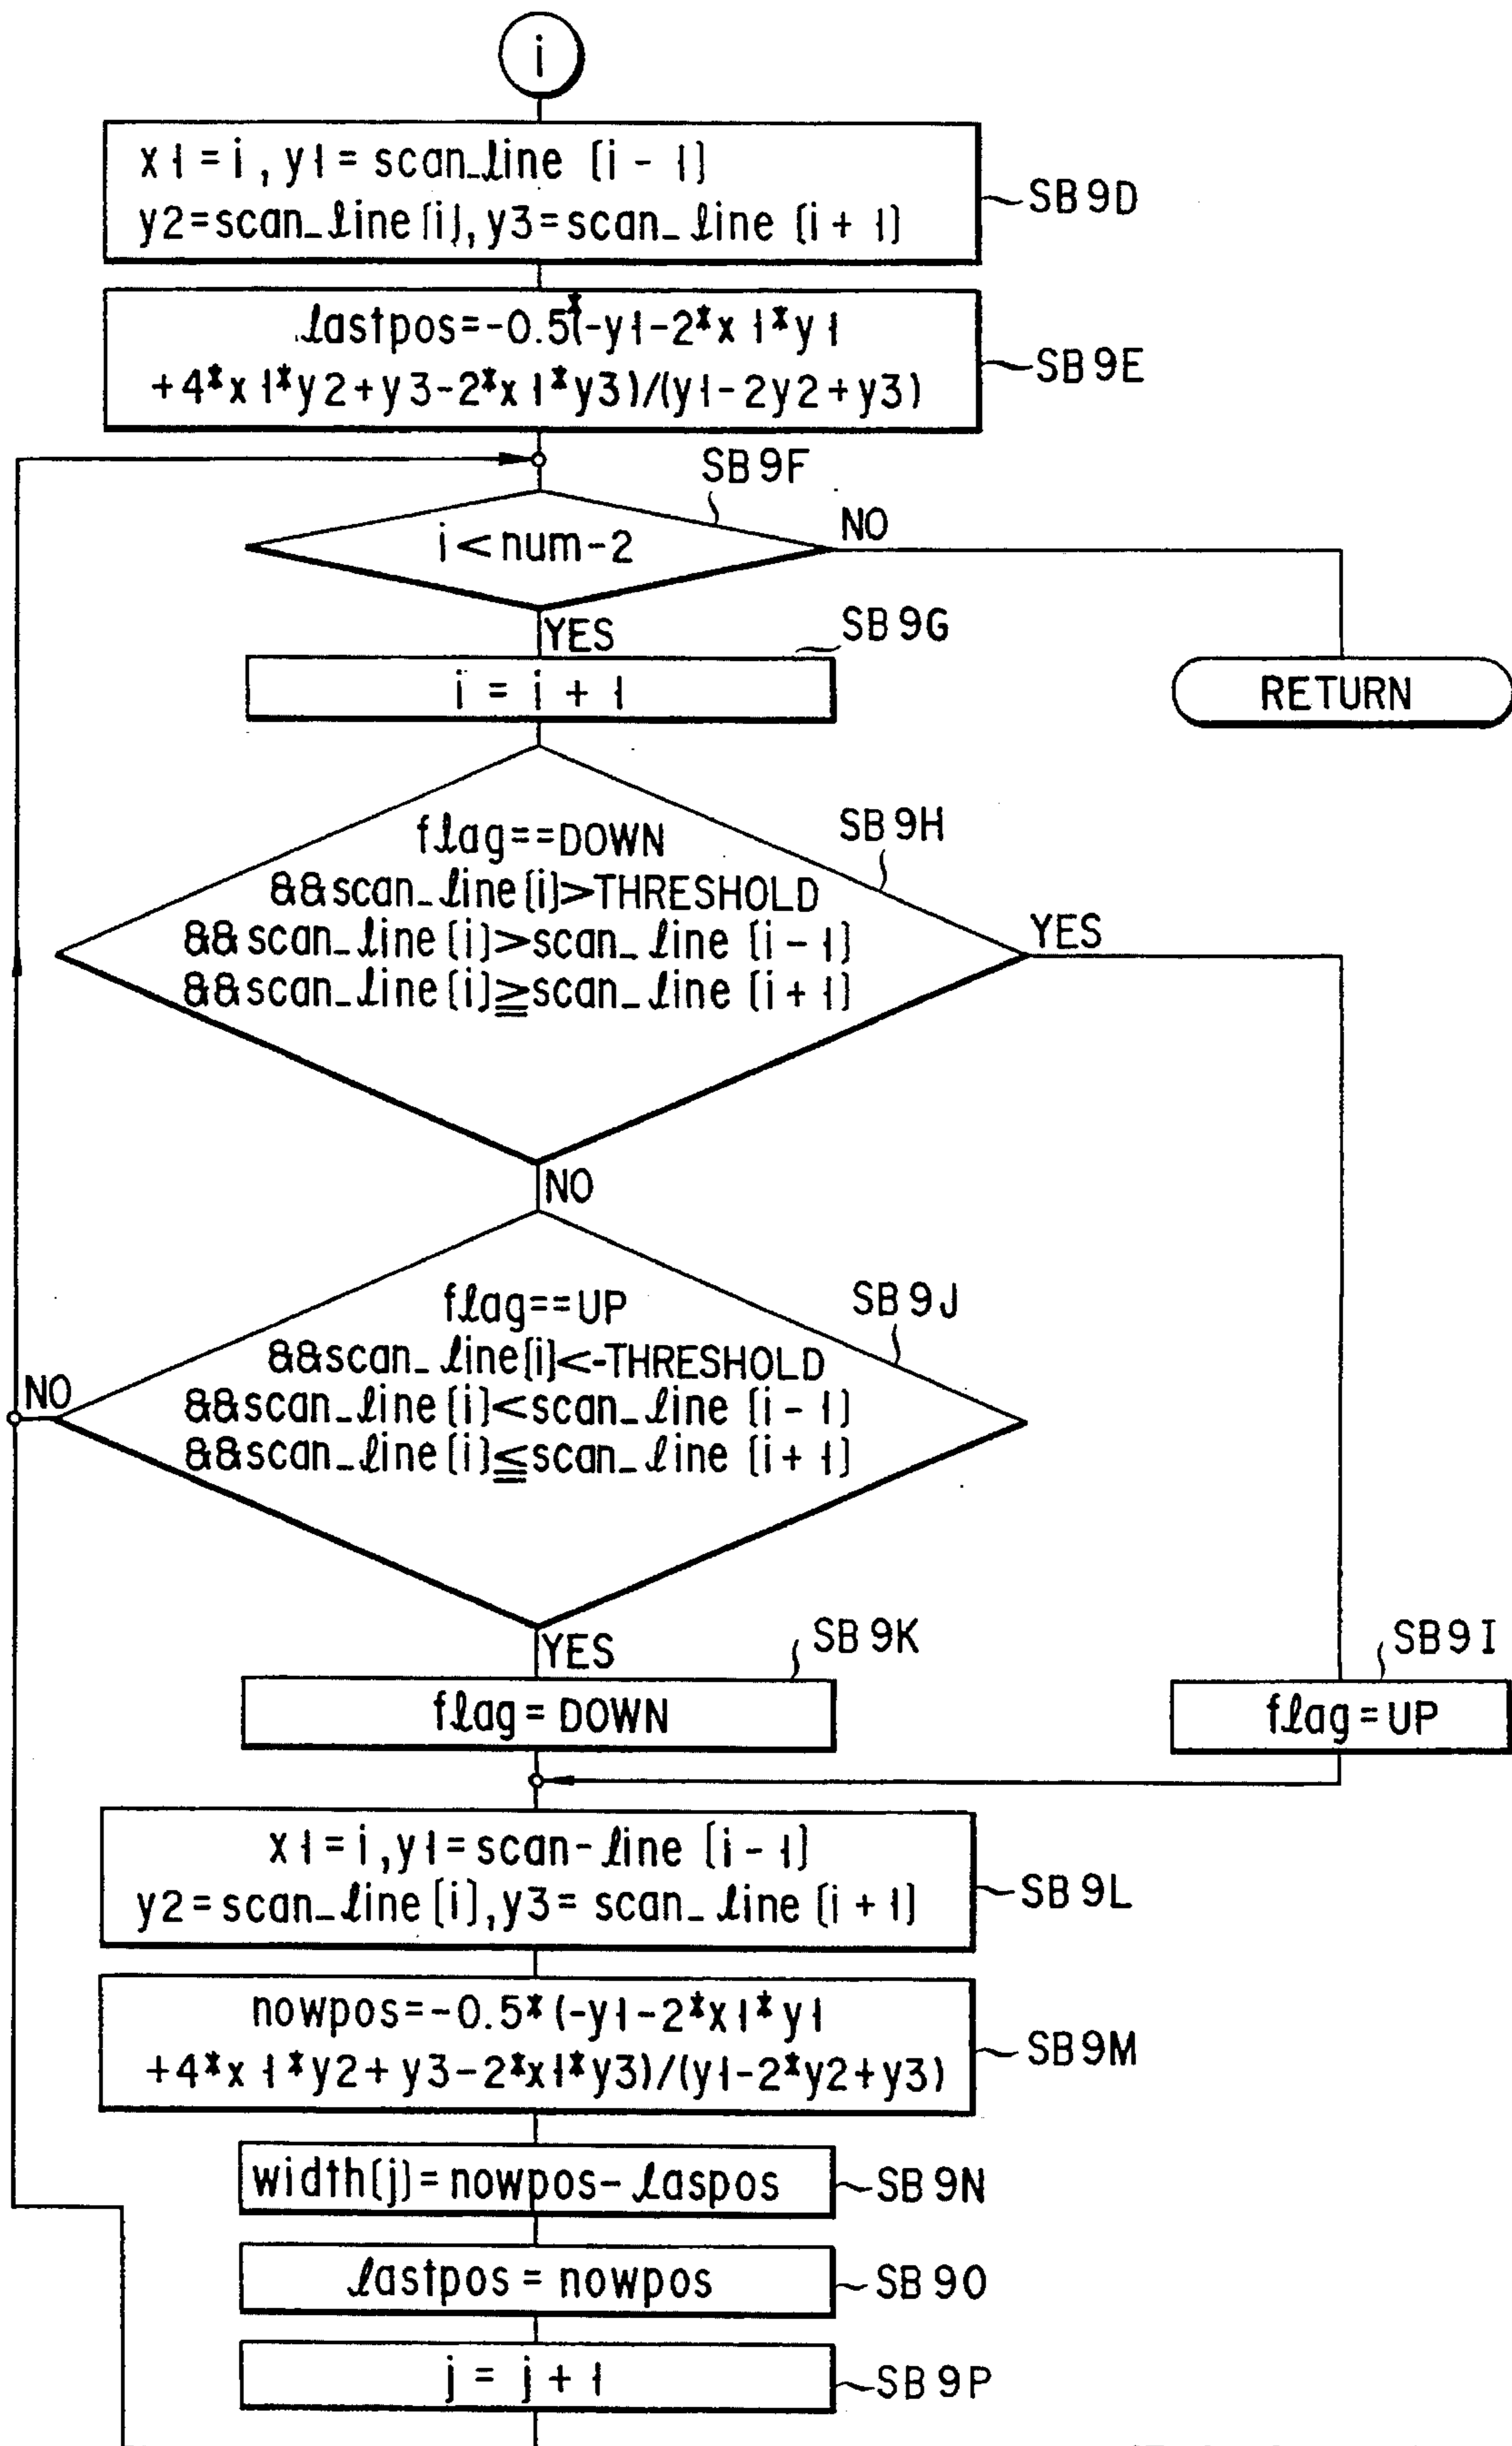 i
x1=i, y1=scan_line [i-1]
y2=scan_line[i], y3=scan_line [i+1]
SB9D
lastpos=-0.5*(-y1-2*x1*y1
+4*x1*y2+y3-2*x1*y3)/(y1-2y2+y3)
SB9E
SB9F
i<num-2
NO
YES
SB9G
i = i + 1
RETURN
SB9H
flag==DOWN
&&scan_line[i]>THRESHOLD
&&scan_line[i]>scan_line [i-1]
&&scan_line[i]≧scan_line [i+1]
YES
NO
SB9J
flag==UP
&&scan_line[i]<-THRESHOLD
&&scan_line[i]<scan_line [i-1]
&&scan_line[i]≦scan_line [i+1]
NO
YES
SB9K
flag=DOWN
SB9I
flag=UP
x1=i, y1=scan-line [i-1]
y2=scan_line[i], y3=scan_line [i+1]
SB9L
nowpos=-0.5*(-y1-2*x1*y1
+4*x1*y2+y3-2*x1*y3)/(y1-2*y2+y3)
SB9M
width[j]=nowpos-laspos
SB9N
lastpos=nowpos
SB9O
j = j + 1
SB9P